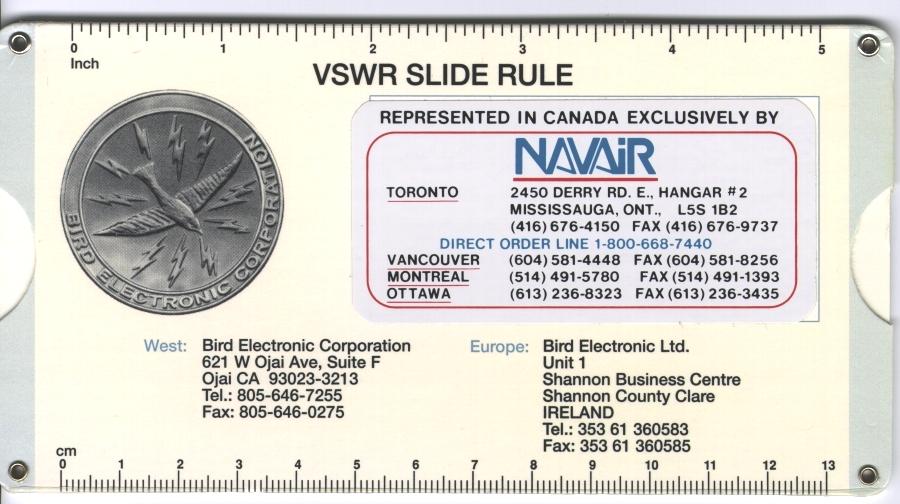 0 1 2 3 4 5
Inch
VSWR SLIDE RULE
BIRD ELECTRONIC CORPORATION
REPRESENTED IN CANADA EXCLUSIVELY BY
NAVAiR
TORONTO 2450 DERRY RD. E., HANGAR #2
MISSISSAUGA, ONT., L5S 1B2
(416) 676-4150 FAX (416) 676-9737
DIRECT ORDER LINE 1-800-668-7440
VANCOUVER (604) 581-4448 FAX (604) 581-8256
MONTREAL (514) 491-5780 FAX (514) 491-1393
OTTAWA (613) 236-8323 FAX (613) 236-3435
West: Bird Electronic Corporation
621 W Ojai Ave, Suite F
Ojai CA 93023-3213
Tel.: 805-646-7255
Fax: 805-646-0275
Europe: Bird Electronic Ltd.
Unit 1
Shannon Business Centre
Shannon County Clare
IRELAND
Tel.: 353 61 360583
Fax: 353 61 360585
cm
0 1 2 3 4 5 6 7 8 9 10 11 12 13